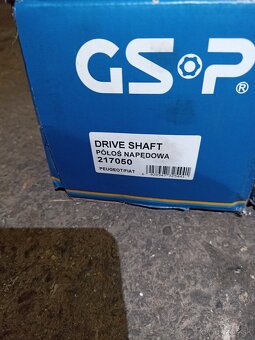 GSP
®
DRIVE SHAFT
PÓŁOŚ NAPĘDOWA
217050
PEUGEOT/FIAT